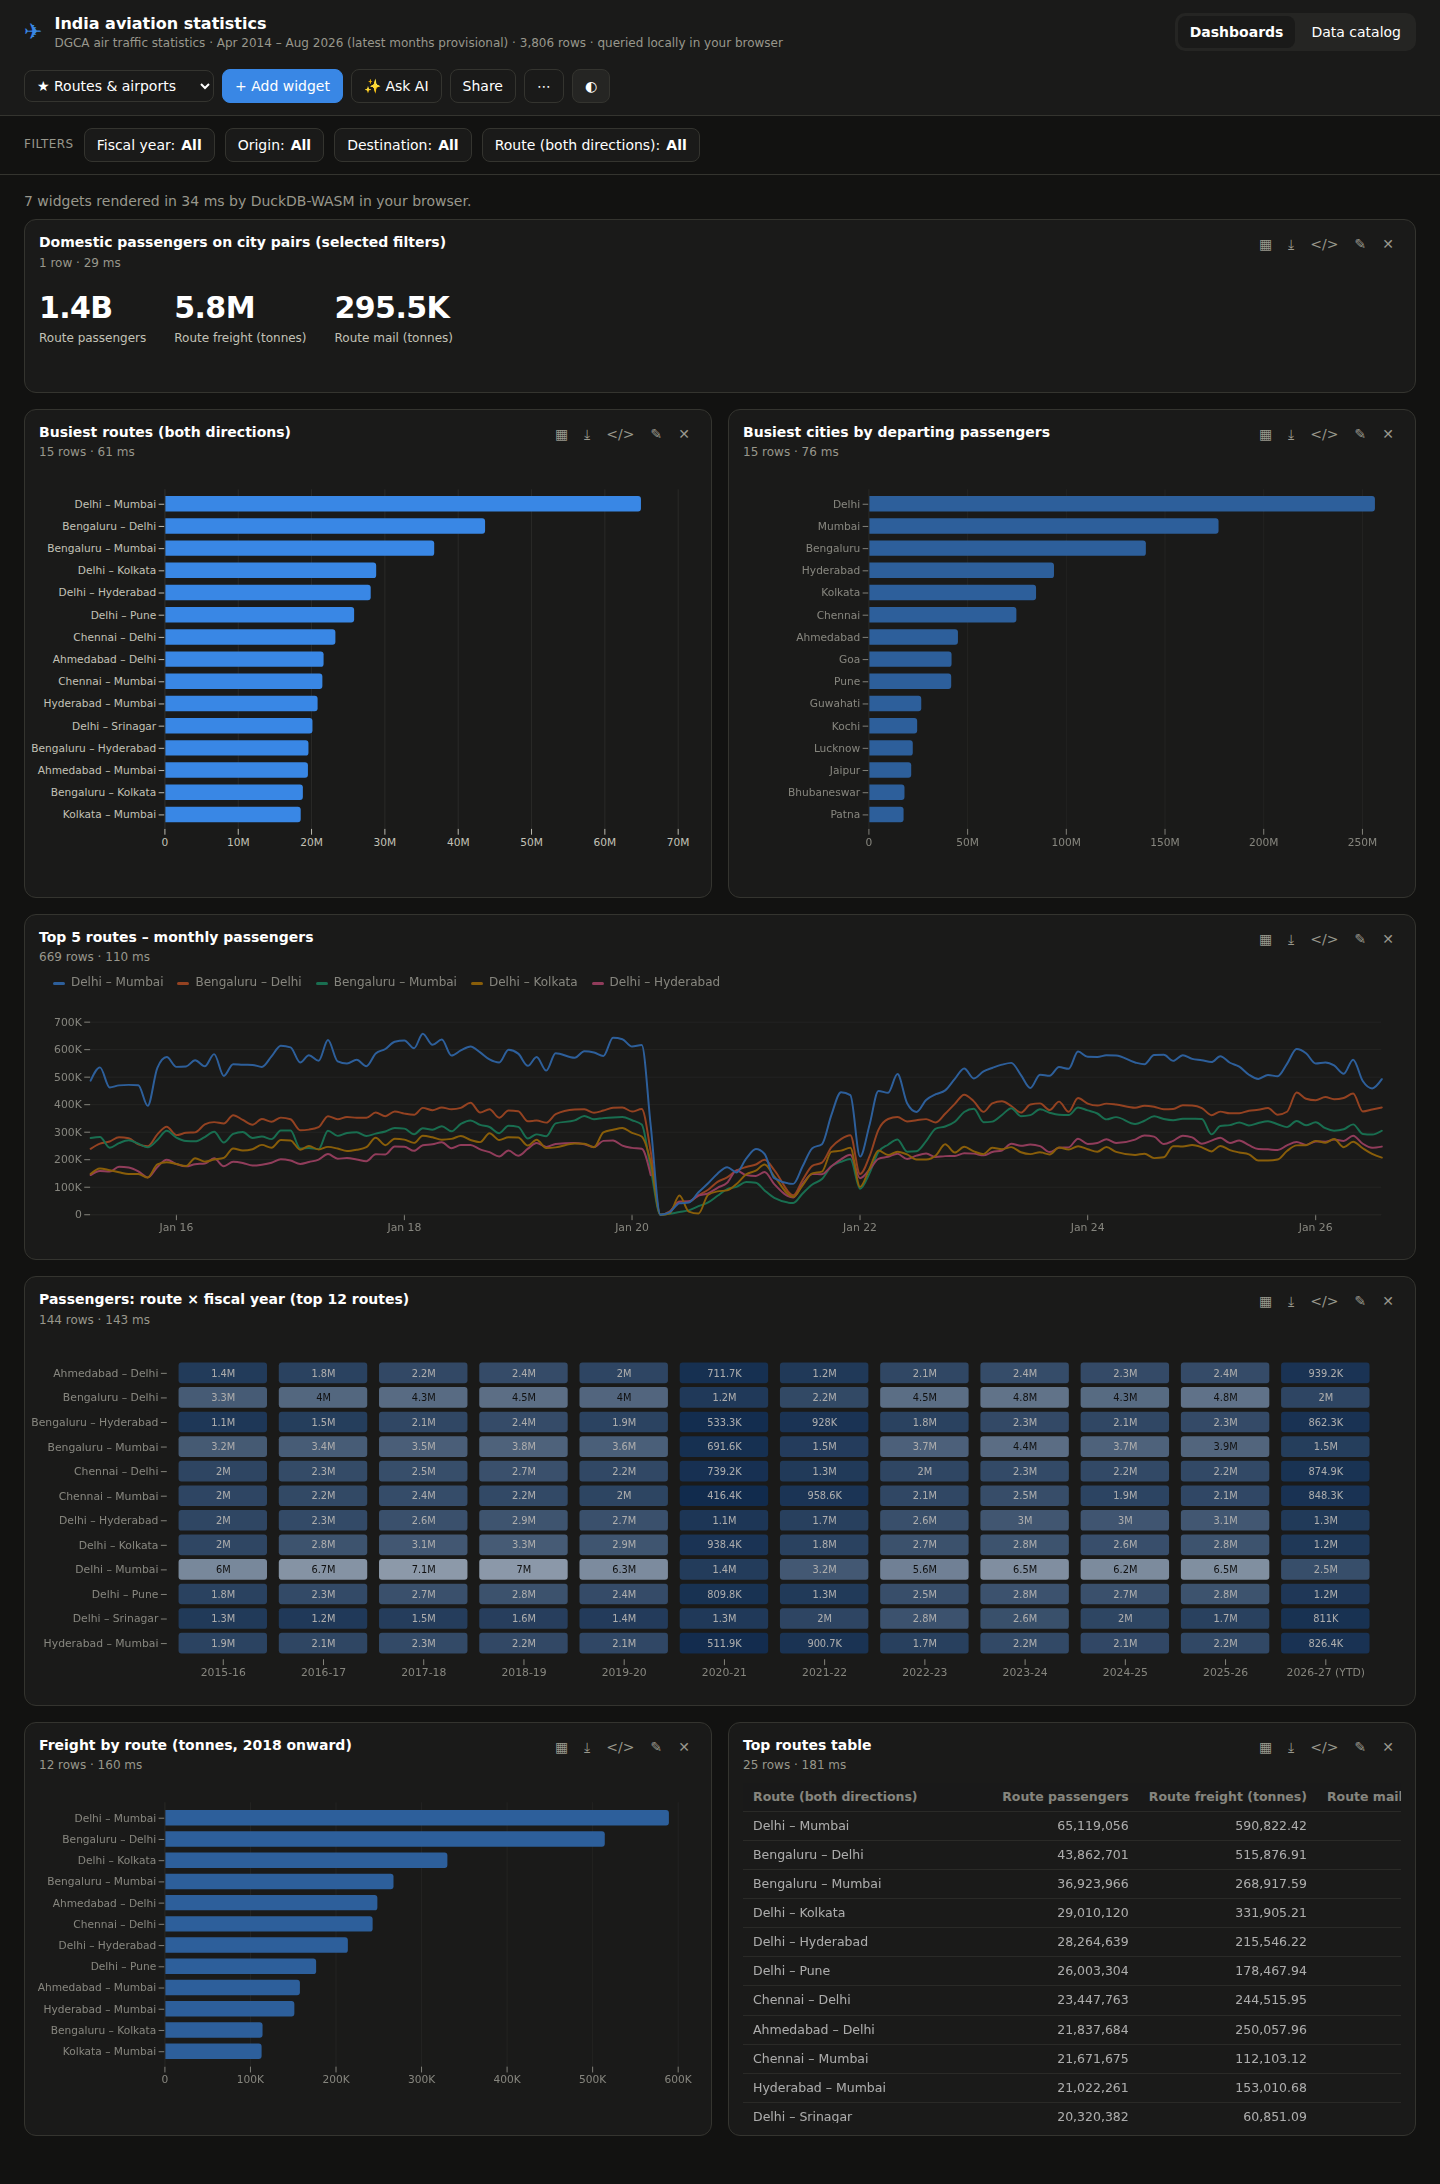 India aviation statistics
DGCA air traffic statistics · Apr 2014 – Aug 2026 (latest months provisional) · 3,806 rows · queried locally in your browser
Dashboards Data catalog
★ Routes & airports + Add widget ✨ Ask AI Share ⋯ ◐
FILTERS Fiscal year: All Origin: All Destination: All Route (both directions): All
7 widgets rendered in 34 ms by DuckDB-WASM in your browser.
Domestic passengers on city pairs (selected filters)
1 row · 29 ms
1.4B 5.8M 295.5K
Route passengers Route freight (tonnes) Route mail (tonnes)
Busiest routes (both directions)
15 rows · 61 ms
Delhi – Mumbai
Bengaluru – Delhi
Bengaluru – Mumbai
Delhi – Kolkata
Delhi – Hyderabad
Delhi – Pune
Chennai – Delhi
Ahmedabad – Delhi
Chennai – Mumbai
Hyderabad – Mumbai
Delhi – Srinagar
Bengaluru – Hyderabad
Ahmedabad – Mumbai
Bengaluru – Kolkata
Kolkata – Mumbai
0 10M 20M 30M 40M 50M 60M 70M
Busiest cities by departing passengers
15 rows · 76 ms
Delhi
Mumbai
Bengaluru
Hyderabad
Kolkata
Chennai
Ahmedabad
Goa
Pune
Guwahati
Kochi
Lucknow
Jaipur
Bhubaneswar
Patna
0 50M 100M 150M 200M 250M
Top 5 routes – monthly passengers
669 rows · 110 ms
Delhi – Mumbai Bengaluru – Delhi Bengaluru – Mumbai Delhi – Kolkata Delhi – Hyderabad
700K
600K
500K
400K
300K
200K
100K
0
Jan 16 Jan 18 Jan 20 Jan 22 Jan 24 Jan 26
Passengers: route × fiscal year (top 12 routes)
144 rows · 143 ms
Ahmedabad – Delhi 1.4M 1.8M 2.2M 2.4M 2M 711.7K 1.2M 2.1M 2.4M 2.3M 2.4M 939.2K
Bengaluru – Delhi 3.3M 4M 4.3M 4.5M 4M 1.2M 2.2M 4.5M 4.8M 4.3M 4.8M 2M
Bengaluru – Hyderabad 1.1M 1.5M 2.1M 2.4M 1.9M 533.3K 928K 1.8M 2.3M 2.1M 2.3M 862.3K
Bengaluru – Mumbai 3.2M 3.4M 3.5M 3.8M 3.6M 691.6K 1.5M 3.7M 4.4M 3.7M 3.9M 1.5M
Chennai – Delhi 2M 2.3M 2.5M 2.7M 2.2M 739.2K 1.3M 2M 2.3M 2.2M 2.2M 874.9K
Chennai – Mumbai 2M 2.2M 2.4M 2.2M 2M 416.4K 958.6K 2.1M 2.5M 1.9M 2.1M 848.3K
Delhi – Hyderabad 2M 2.3M 2.6M 2.9M 2.7M 1.1M 1.7M 2.6M 3M 3M 3.1M 1.3M
Delhi – Kolkata 2M 2.8M 3.1M 3.3M 2.9M 938.4K 1.8M 2.7M 2.8M 2.6M 2.8M 1.2M
Delhi – Mumbai 6M 6.7M 7.1M 7M 6.3M 1.4M 3.2M 5.6M 6.5M 6.2M 6.5M 2.5M
Delhi – Pune 1.8M 2.3M 2.7M 2.8M 2.4M 809.8K 1.3M 2.5M 2.8M 2.7M 2.8M 1.2M
Delhi – Srinagar 1.3M 1.2M 1.5M 1.6M 1.4M 1.3M 2M 2.8M 2.6M 2M 1.7M 811K
Hyderabad – Mumbai 1.9M 2.1M 2.3M 2.2M 2.1M 511.9K 900.7K 1.7M 2.2M 2.1M 2.2M 826.4K
2015-16 2016-17 2017-18 2018-19 2019-20 2020-21 2021-22 2022-23 2023-24 2024-25 2025-26 2026-27 (YTD)
Freight by route (tonnes, 2018 onward)
12 rows · 160 ms
Delhi – Mumbai
Bengaluru – Delhi
Delhi – Kolkata
Bengaluru – Mumbai
Ahmedabad – Delhi
Chennai – Delhi
Delhi – Hyderabad
Delhi – Pune
Ahmedabad – Mumbai
Hyderabad – Mumbai
Bengaluru – Kolkata
Kolkata – Mumbai
0 100K 200K 300K 400K 500K 600K
Top routes table
25 rows · 181 ms
Route (both directions) Route passengers Route freight (tonnes) Route mail
Delhi – Mumbai 65,119,056 590,822.42
Bengaluru – Delhi 43,862,701 515,876.91
Bengaluru – Mumbai 36,923,966 268,917.59
Delhi – Kolkata 29,010,120 331,905.21
Delhi – Hyderabad 28,264,639 215,546.22
Delhi – Pune 26,003,304 178,467.94
Chennai – Delhi 23,447,763 244,515.95
Ahmedabad – Delhi 21,837,684 250,057.96
Chennai – Mumbai 21,671,675 112,103.12
Hyderabad – Mumbai 21,022,261 153,010.68
Delhi – Srinagar 20,320,382 60,851.09